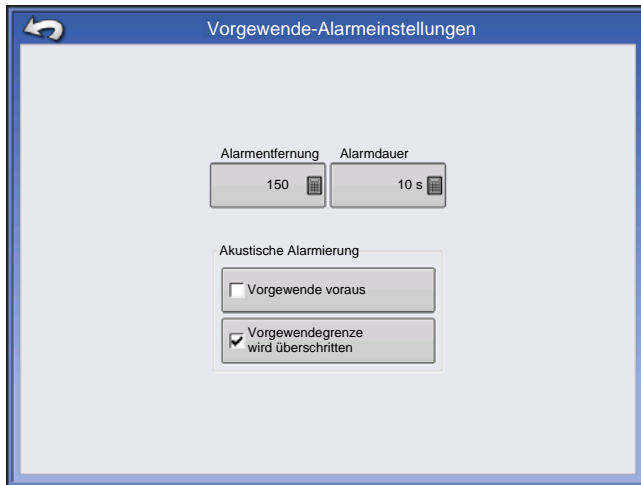 Vorgewende-Alarmeinstellungen
Alarmentfernung
Alarmdauer
150
10 s
Akustische Alarmierung
Vorgewende voraus
Vorgewendegrenze
wird überschritten